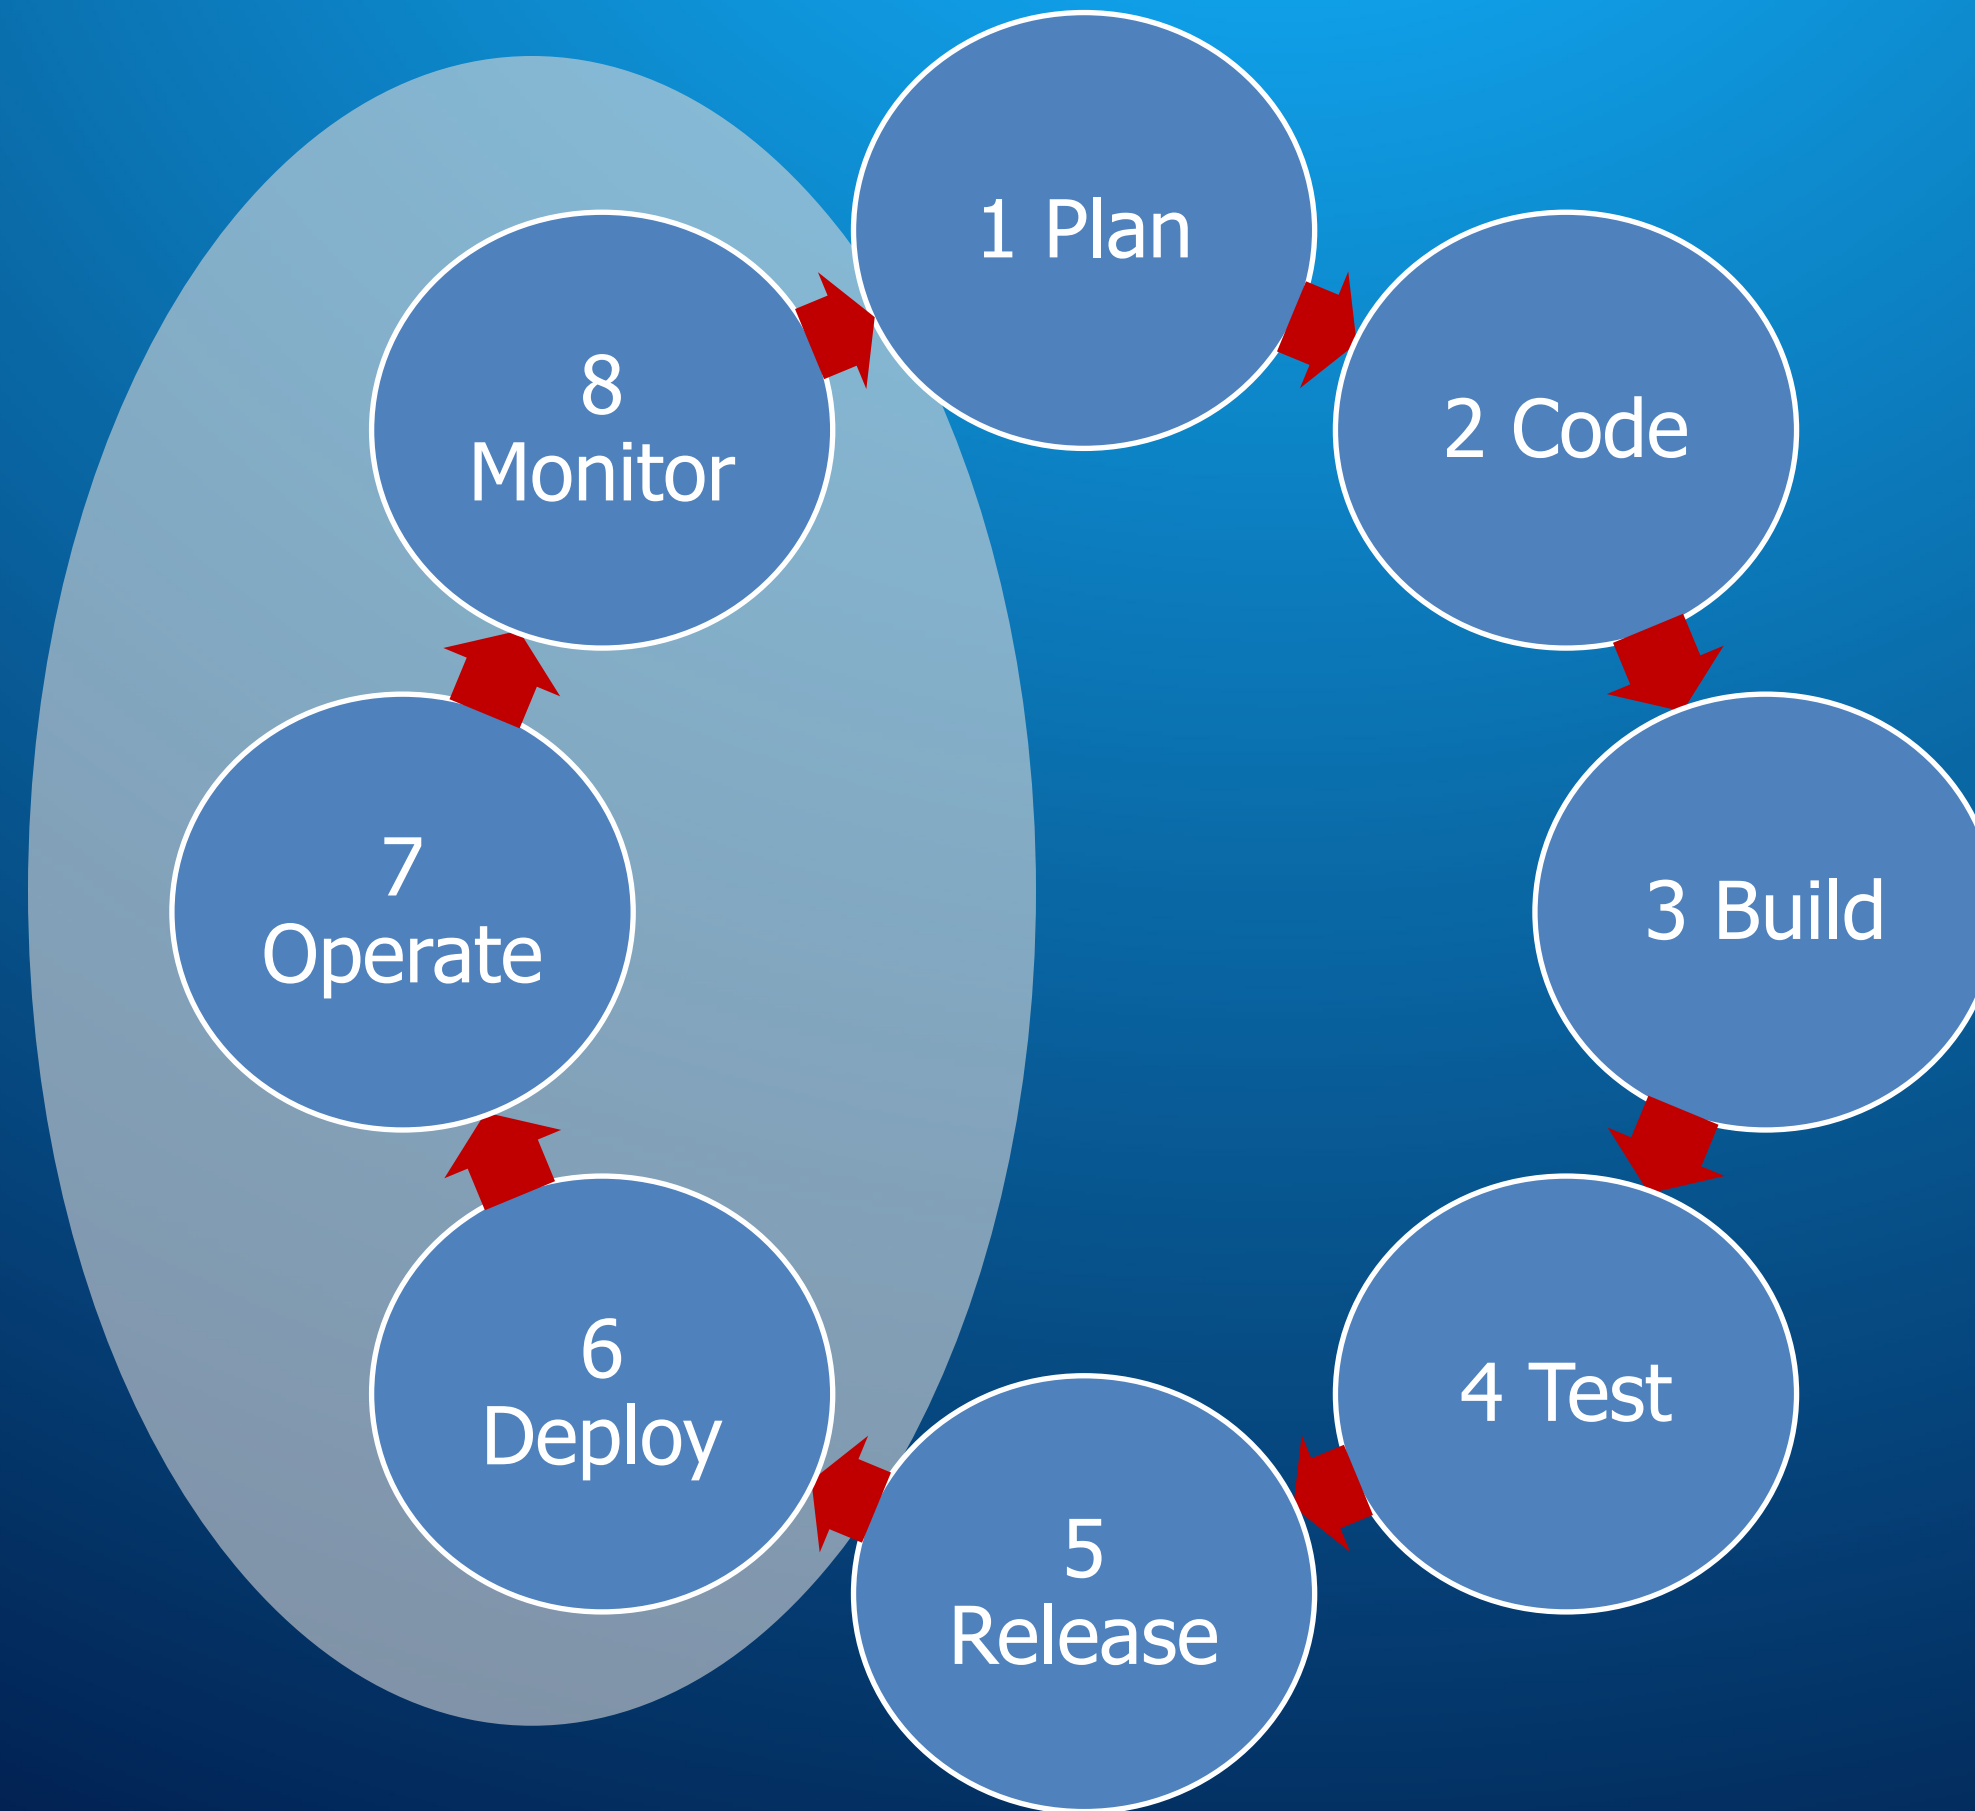 1 Plan
2 Code
3 Build
4 Test
5
Release
6
Deploy
7
Operate
8
Monitor